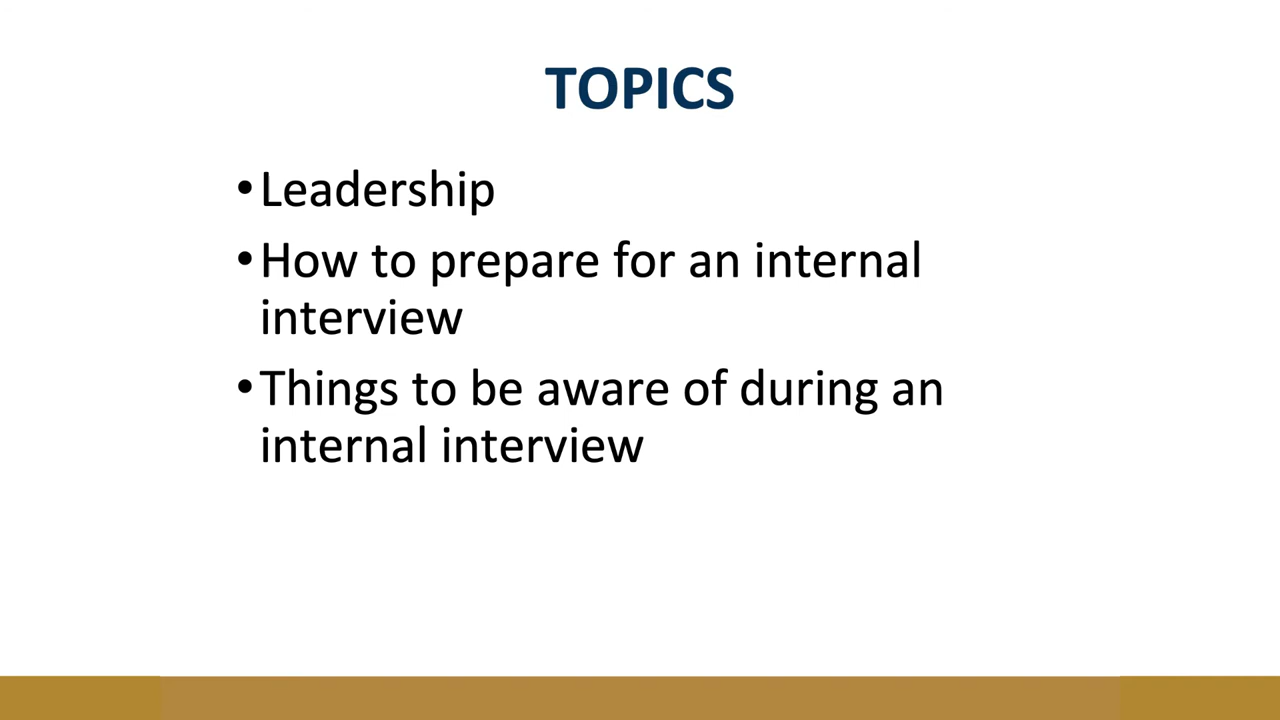 TOPICS
•Leadership
•How to prepare for an internal
interview
•Things to be aware of during an
internal interview